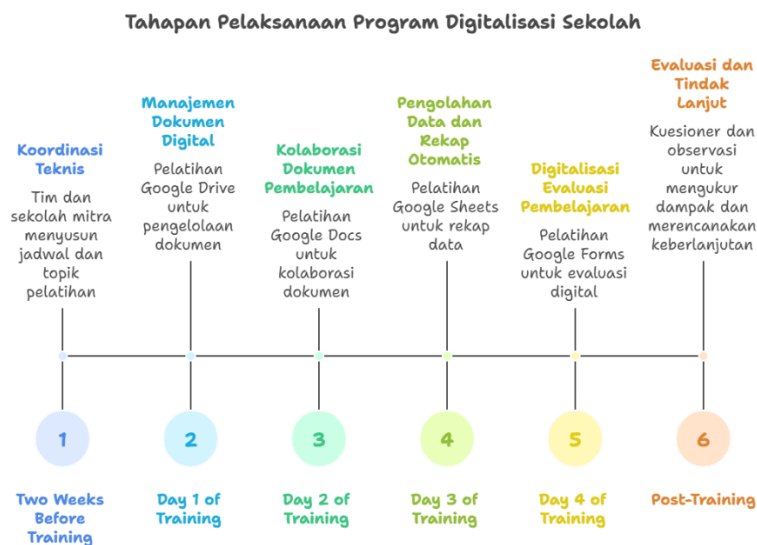 Tahapan Pelaksanaan Program Digitalisasi Sekolah
Koordinasi
Teknis
Tim dan
sekolah mitra
menyusun
jadwal dan
topik
pelatihan
Manajemen
Dokumen
Digital
Pelatihan
Google Drive
untuk
pengelolaan
dokumen
Kolaborasi
Dokumen
Pembelajaran
Pelatihan
Google Docs
untuk
kolaborasi
dokumen
Pengolahan
Data dan
Rekap
Otomatis
Pelatihan
Google Sheets
untuk rekap
data
Digitalisasi
Evaluasi
Pembelajaran
Pelatihan
Google Forms
untuk evaluasi
digital
Evaluasi dan
Tindak
Lanjut
Kuesioner dan
observasi
untuk
mengukur
dampak dan
merencanakan
keberlanjutan
1
2
3
4
5
6
Two Weeks
Before
Training
Day 1 of
Training
Day 2 of
Training
Day 3 of
Training
Day 4 of
Training
Post-Training